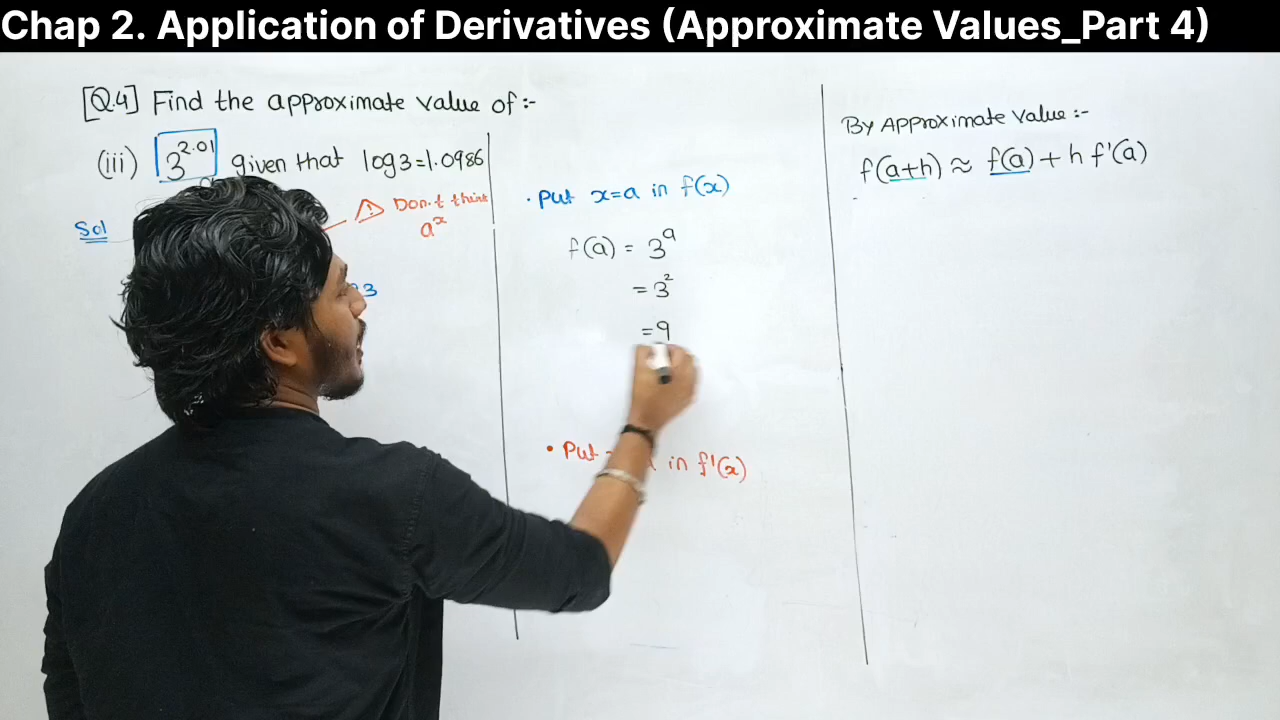 Chap 2. Application of Derivatives (Approximate Values_Part 4)
[Q.4] Find the approximate value of :-
(iii) 3^2.01 given that log3=1.0986
Sol
⚠ Don't think
a^x
3
• Put x=a in f(x)
f(a) = 3^a
= 3^2
= 9
• Put a in f'(x)
By Approximate Value :-
f(a+h) ≈ f(a) + h f'(a)